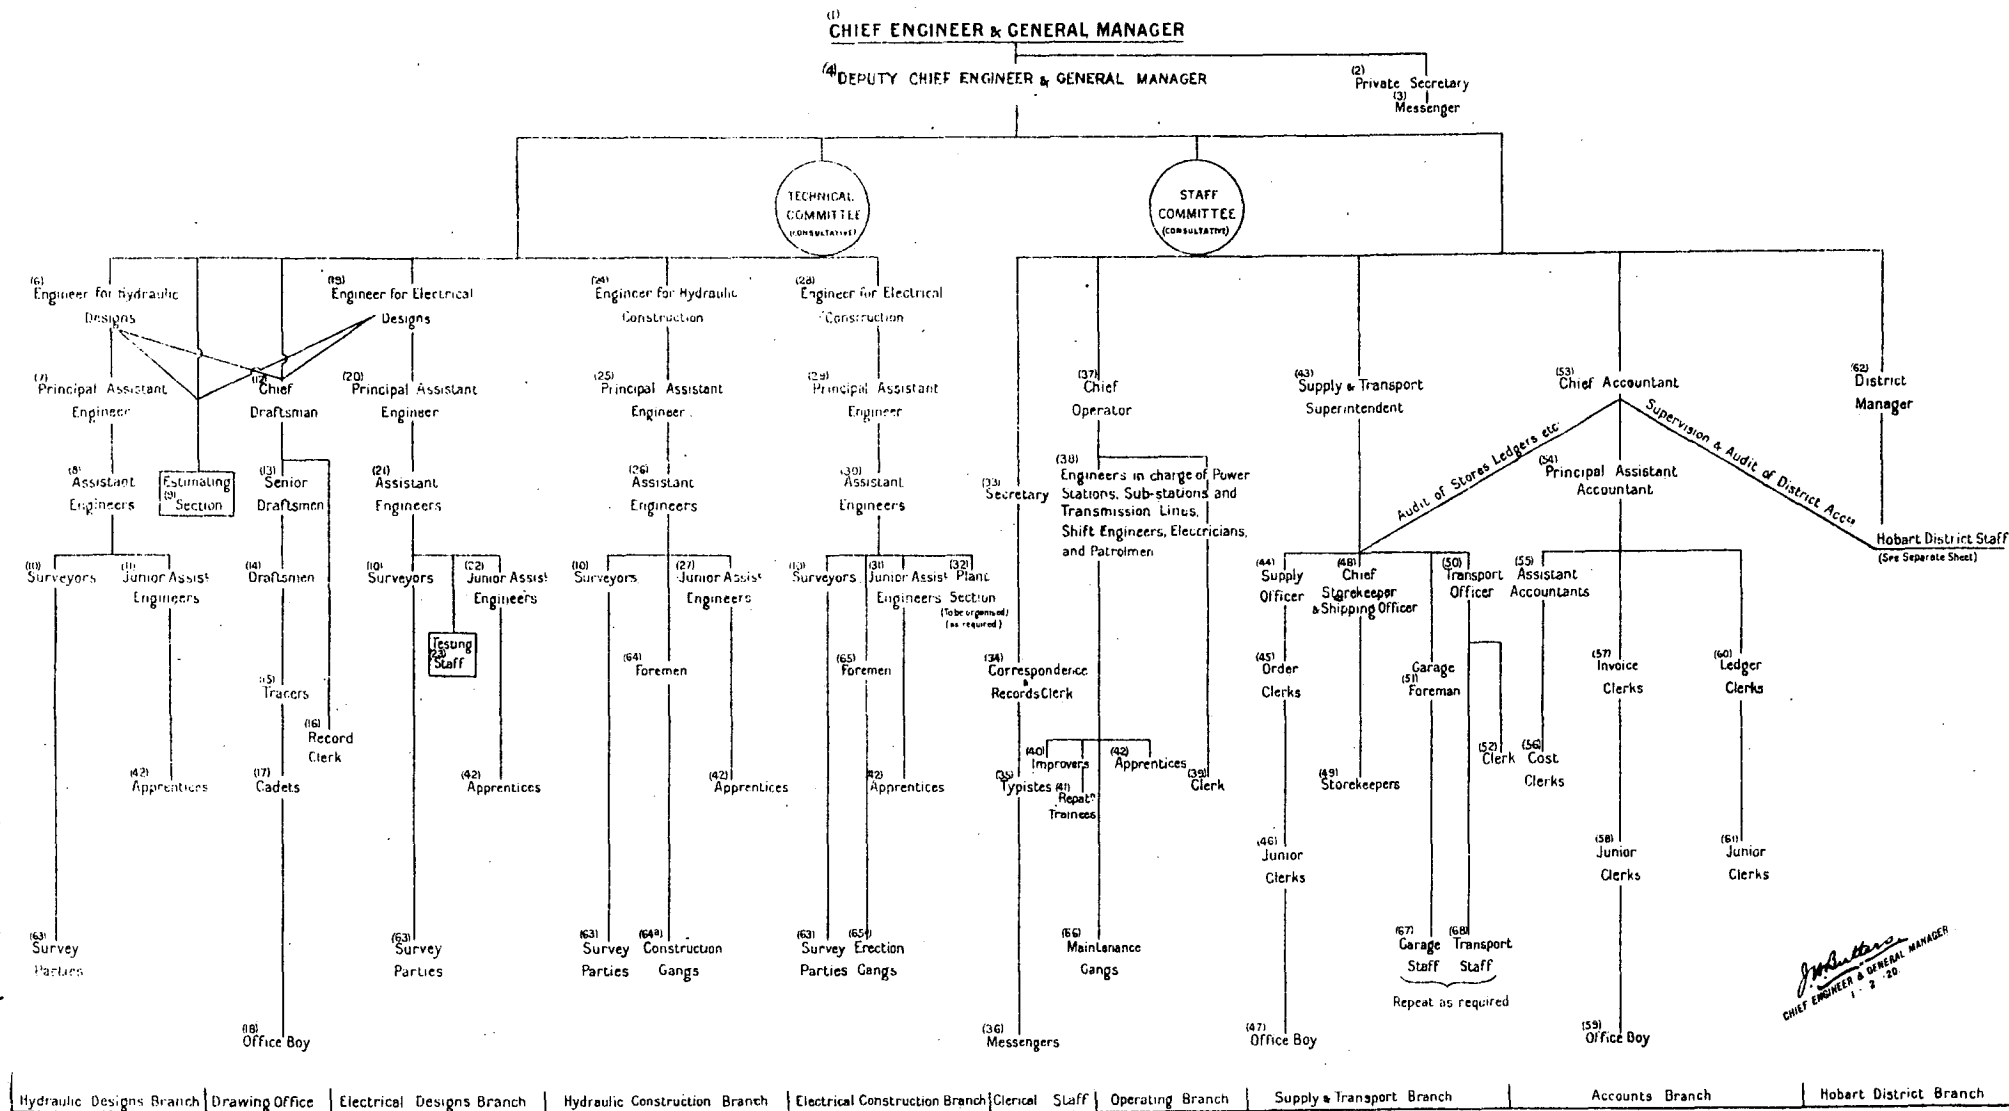 (1)
CHIEF ENGINEER & GENERAL MANAGER
(4) DEPUTY CHIEF ENGINEER & GENERAL MANAGER
(2)
Private Secretary
(3)
Messenger
TECHNICAL
COMMITTEE
(CONSULTATIVE)
STAFF
COMMITTEE
(CONSULTATIVE)
(6)
Engineer for Hydraulic
Designs
(19)
Engineer for Electrical
Designs
(24)
Engineer for Hydraulic
Construction
(28)
Engineer for Electrical
Construction
(7)
Principal Assistant
Engineer
(12)
Chief
Draftsman
(20)
Principal Assistant
Engineer
(25)
Principal Assistant
Engineer
(29)
Principal Assistant
Engineer
(37)
Chief
Operator
(43)
Supply & Transport
Superintendent
(53)
Chief Accountant
(62)
District
Manager
Audit of Stores Ledgers etc
Supervision & Audit of District Acc^ts
(8)
Assistant
Engineers
Estimating
(9)
Section
(13)
Senior
Draftsmen
(21)
Assistant
Engineers
(26)
Assistant
Engineers
(30)
Assistant
Engineers
(33)
Secretary
(38)
Engineers in charge of Power
Stations, Sub-stations and
Transmission Lines,
Shift Engineers, Electricians,
and Patrolmen
(54)
Principal Assistant
Accountant
Hobart District Staff
(See Separate Sheet)
(10)
Surveyors
(11)
Junior Assist
Engineers
(14)
Draftsmen
(10)
Surveyors
(22)
Junior Assist
Engineers
(10)
Surveyors
(27)
Junior Assist
Engineers
(10)
Surveyors
(31)
Junior Assist
Engineers
(32)
Plant
Section
(To be organised)
(as required)
(44)
Supply
Officer
(48)
Chief
Storekeeper
& Shipping Officer
(50)
Transport
Officer
(55)
Assistant
Accountants
Testing
(23)
Staff
(64)
Foremen
(65)
Foremen
(34)
Correspondence
&
Records Clerk
(45)
Order
Clerks
Garage
(51)
Foreman
(57)
Invoice
Clerks
(60)
Ledger
Clerks
(15)
Tracers
(16)
Record
Clerk
(42)
Apprentices
(17)
Cadets
(42)
Apprentices
(42)
Apprentices
(42)
Apprentices
(35)
Typistes
(40)
Improvers
(41)
Repat^n
Trainees
(42)
Apprentices
(39)
Clerk
(49)
Storekeepers
(52)
Clerk
(56)
Cost
Clerks
(46)
Junior
Clerks
(58)
Junior
Clerks
(61)
Junior
Clerks
(63)
Survey
Parties
(63)
Survey
Parties
(63)
Survey
Parties
(64a)
Construction
Gangs
(63)
Survey
Parties
(65a)
Erection
Gangs
(66)
Maintenance
Gangs
(67)
Garage
Staff
(68)
Transport
Staff
Repeat as required
J.H. Butters
CHIEF ENGINEER & GENERAL MANAGER
1 . 2 . 20.
(18)
Office Boy
(36)
Messengers
(47)
Office Boy
(59)
Office Boy
Hydraulic Designs Branch
Drawing Office
Electrical Designs Branch
Hydraulic Construction Branch
Electrical Construction Branch
Clerical Staff
Operating Branch
Supply & Transport Branch
Accounts Branch
Hobart District Branch